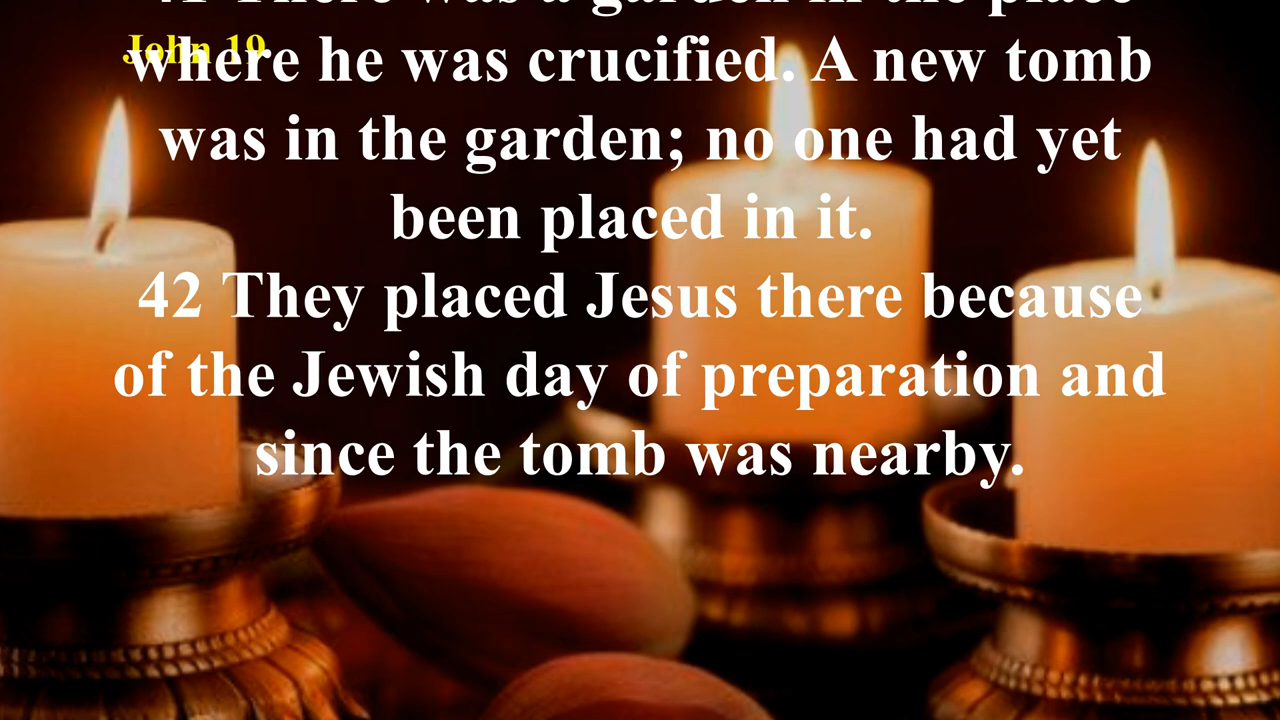 41 There was a garden in the place
John 19
where he was crucified. A new tomb
was in the garden; no one had yet
been placed in it.
42 They placed Jesus there because
of the Jewish day of preparation and
since the tomb was nearby.